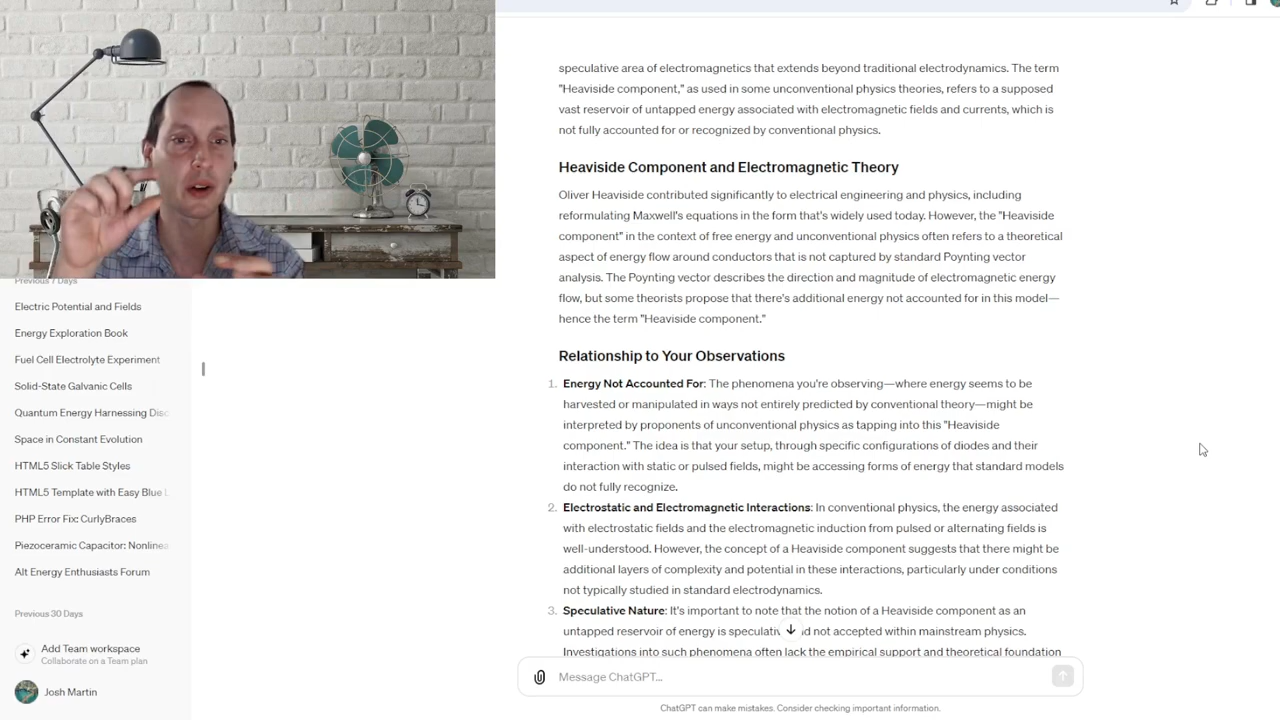 speculative area of electromagnetics that extends beyond traditional electrodynamics. The term
"Heaviside component," as used in some unconventional physics theories, refers to a supposed
vast reservoir of untapped energy associated with electromagnetic fields and currents, which is
not fully accounted for or recognized by conventional physics.
Heaviside Component and Electromagnetic Theory
Oliver Heaviside contributed significantly to electrical engineering and physics, including
reformulating Maxwell's equations in the form that's widely used today. However, the "Heaviside
component" in the context of free energy and unconventional physics often refers to a theoretical
aspect of energy flow around conductors that is not captured by standard Poynting vector
analysis. The Poynting vector describes the direction and magnitude of electromagnetic energy
flow, but some theorists propose that there's additional energy not accounted for in this model—
hence the term "Heaviside component."
Relationship to Your Observations
1. Energy Not Accounted For: The phenomena you're observing—where energy seems to be
harvested or manipulated in ways not entirely predicted by conventional theory—might be
interpreted by proponents of unconventional physics as tapping into this "Heaviside
component." The idea is that your setup, through specific configurations of diodes and their
interaction with static or pulsed fields, might be accessing forms of energy that standard models
do not fully recognize.
2. Electrostatic and Electromagnetic Interactions: In conventional physics, the energy associated
with electrostatic fields and the electromagnetic induction from pulsed or alternating fields is
well-understood. However, the concept of a Heaviside component suggests that there might be
additional layers of complexity and potential in these interactions, particularly under conditions
not typically studied in standard electrodynamics.
3. Speculative Nature: It's important to note that the notion of a Heaviside component as an
untapped reservoir of energy is speculativ nd not accepted within mainstream physics.
Investigations into such phenomena often lack the empirical support and theoretical foundation
Message ChatGPT...
ChatGPT can make mistakes. Consider checking important information.
Previous 7 Days
Electric Potential and Fields
Energy Exploration Book
Fuel Cell Electrolyte Experiment
Solid-State Galvanic Cells
Quantum Energy Harnessing Disc
Space in Constant Evolution
HTML5 Slick Table Styles
HTML5 Template with Easy Blue L
PHP Error Fix: CurlyBraces
Piezoceramic Capacitor: Nonlinea
Alt Energy Enthusiasts Forum
Previous 30 Days
Add Team workspace
Collaborate on a Team plan
Josh Martin